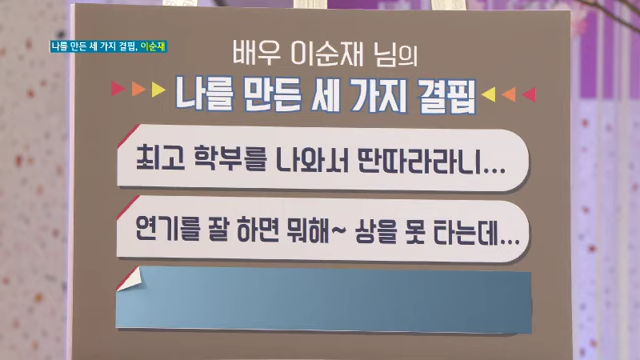 나를 만든 세 가지 결핍, 이순재
배우 이순재 님의
나를 만든 세 가지 결핍
최고 학부를 나와서 딴따라라니...
연기를 잘 하면 뭐해~ 상을 못 타는데...